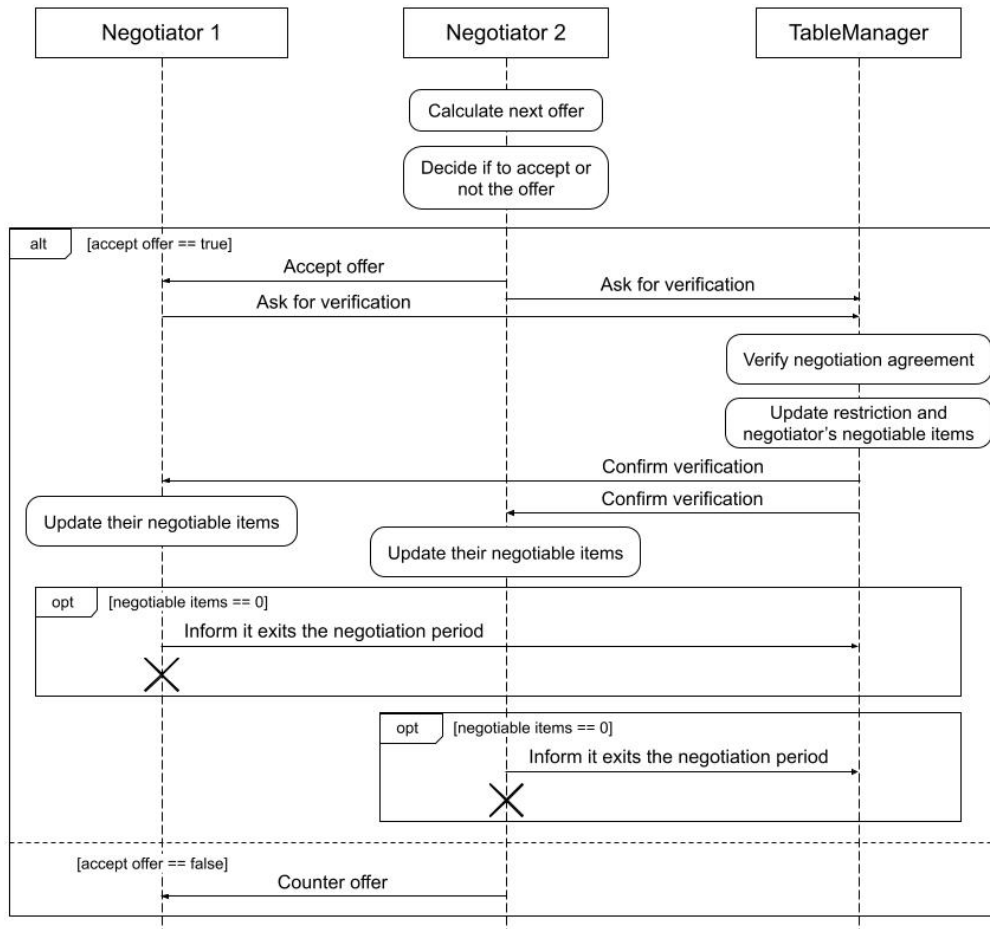 Negotiator 1
Negotiator 2
TableManager
Calculate next offer
Decide if to accept or
not the offer
alt
[accept offer == true]
Accept offer
Ask for verification
Ask for verification
Verify negotiation agreement
Update restriction and
negotiator's negotiable items
Confirm verification
Confirm verification
Update their negotiable items
Update their negotiable items
opt
[negotiable items == 0]
Inform it exits the negotiation period
opt
[negotiable items == 0]
Inform it exits the negotiation period
[accept offer == false]
Counter offer